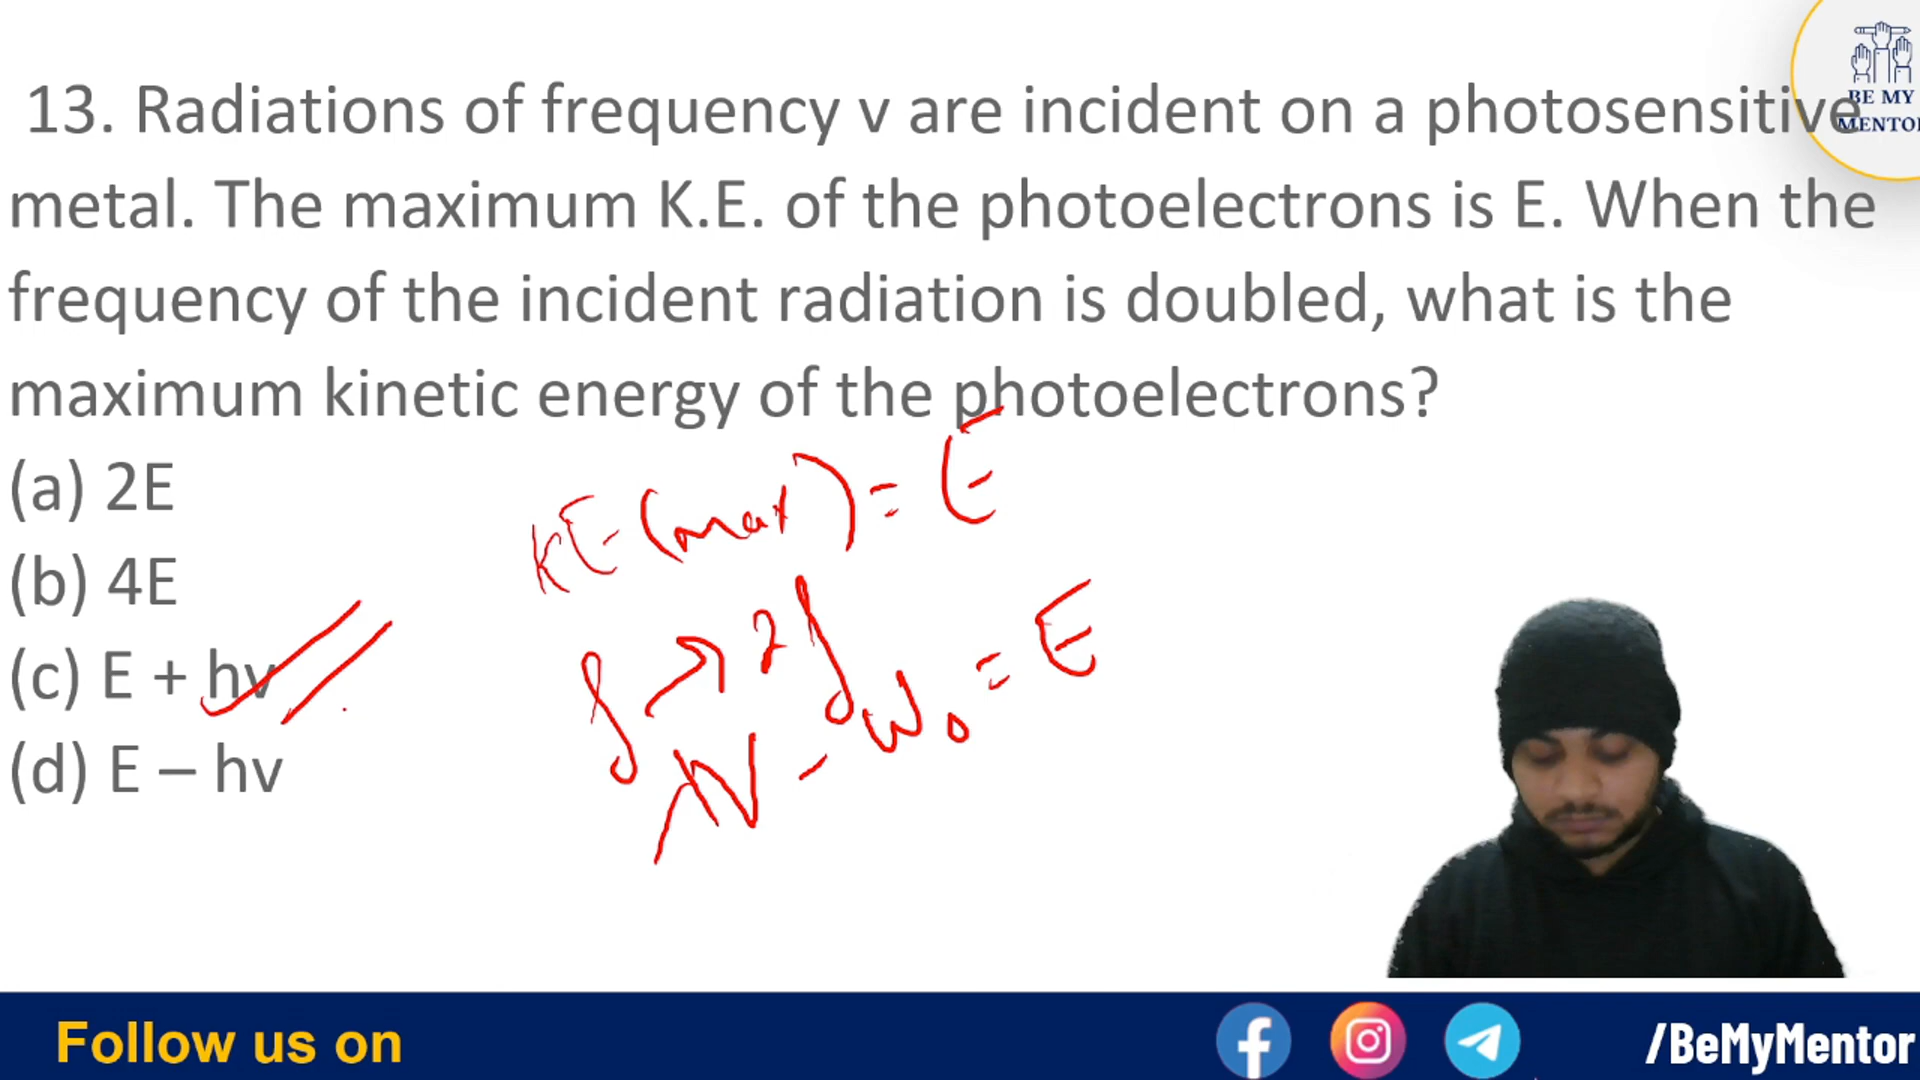 BE MY
MENTOR
13. Radiations of frequency v are incident on a photosensitive
metal. The maximum K.E. of the photoelectrons is E. When the
frequency of the incident radiation is doubled, what is the
maximum kinetic energy of the photoelectrons?
(a) 2E
(b) 4E
(c) E + hv
(d) E – hv
KE (max) = E
f → 2f
hν - W₀ = E
Follow us on
/BeMyMentor